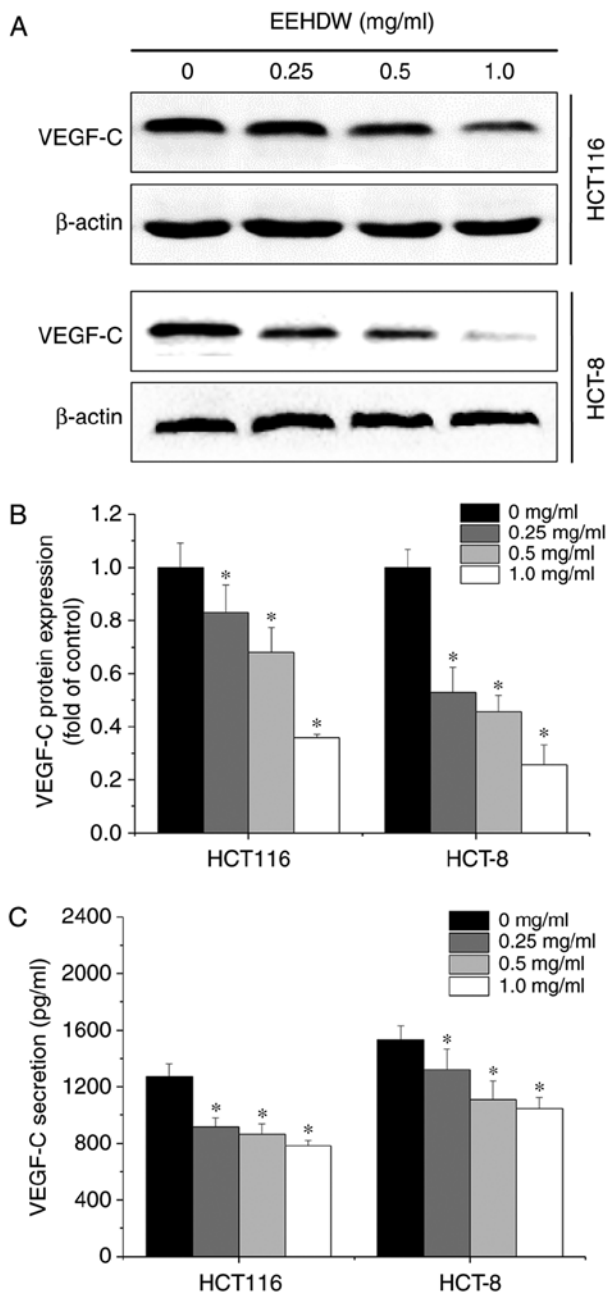 A
EEHDW (mg/ml)
0 0.25 0.5 1.0
VEGF-C
β-actin
HCT116
VEGF-C
β-actin
HCT-8
B
VEGF-C protein expression
(fold of control)
1.2
1.0
0.8
0.6
0.4
0.2
0.0
0 mg/ml
0.25 mg/ml
0.5 mg/ml
1.0 mg/ml
* * *
* * *
HCT116 HCT-8
C
VEGF-C secretion (pg/ml)
2400
2000
1600
1200
800
400
0
0 mg/ml
0.25 mg/ml
0.5 mg/ml
1.0 mg/ml
* * *
* * *
HCT116 HCT-8